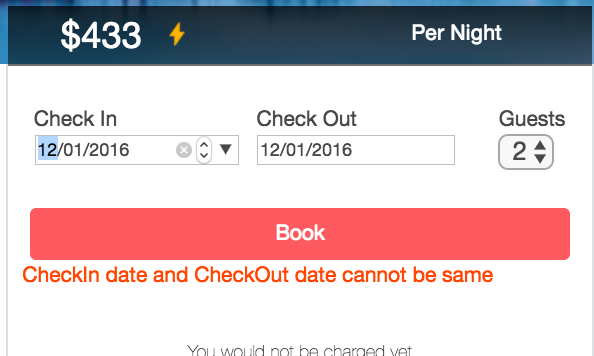 $433 Per Night
Check In Check Out Guests
12/01/2016 12/01/2016 2
Book
CheckIn date and CheckOut date cannot be same
You would not be charged yet